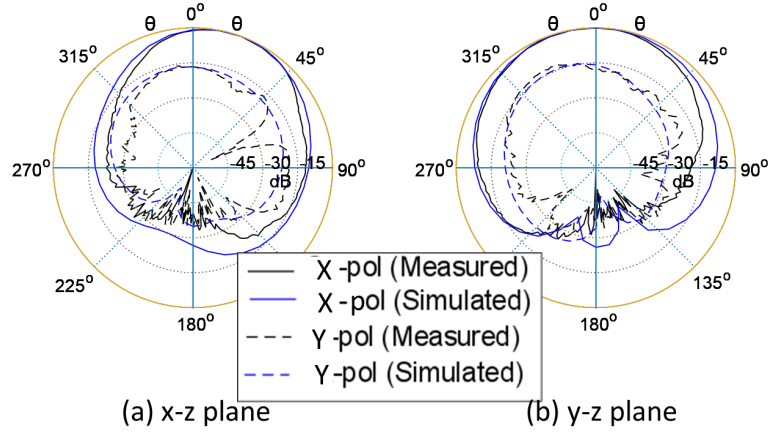 0°
θ θ
315° 45°
270° -45 -30 -15 90°
dB
225°
180°
0°
θ θ
315° 45°
270° -45 -30 -15 90°
dB
135°
180°
X-pol (Measured)
X-pol (Simulated)
Y-pol (Measured)
Y-pol (Simulated)
(a) x-z plane
(b) y-z plane